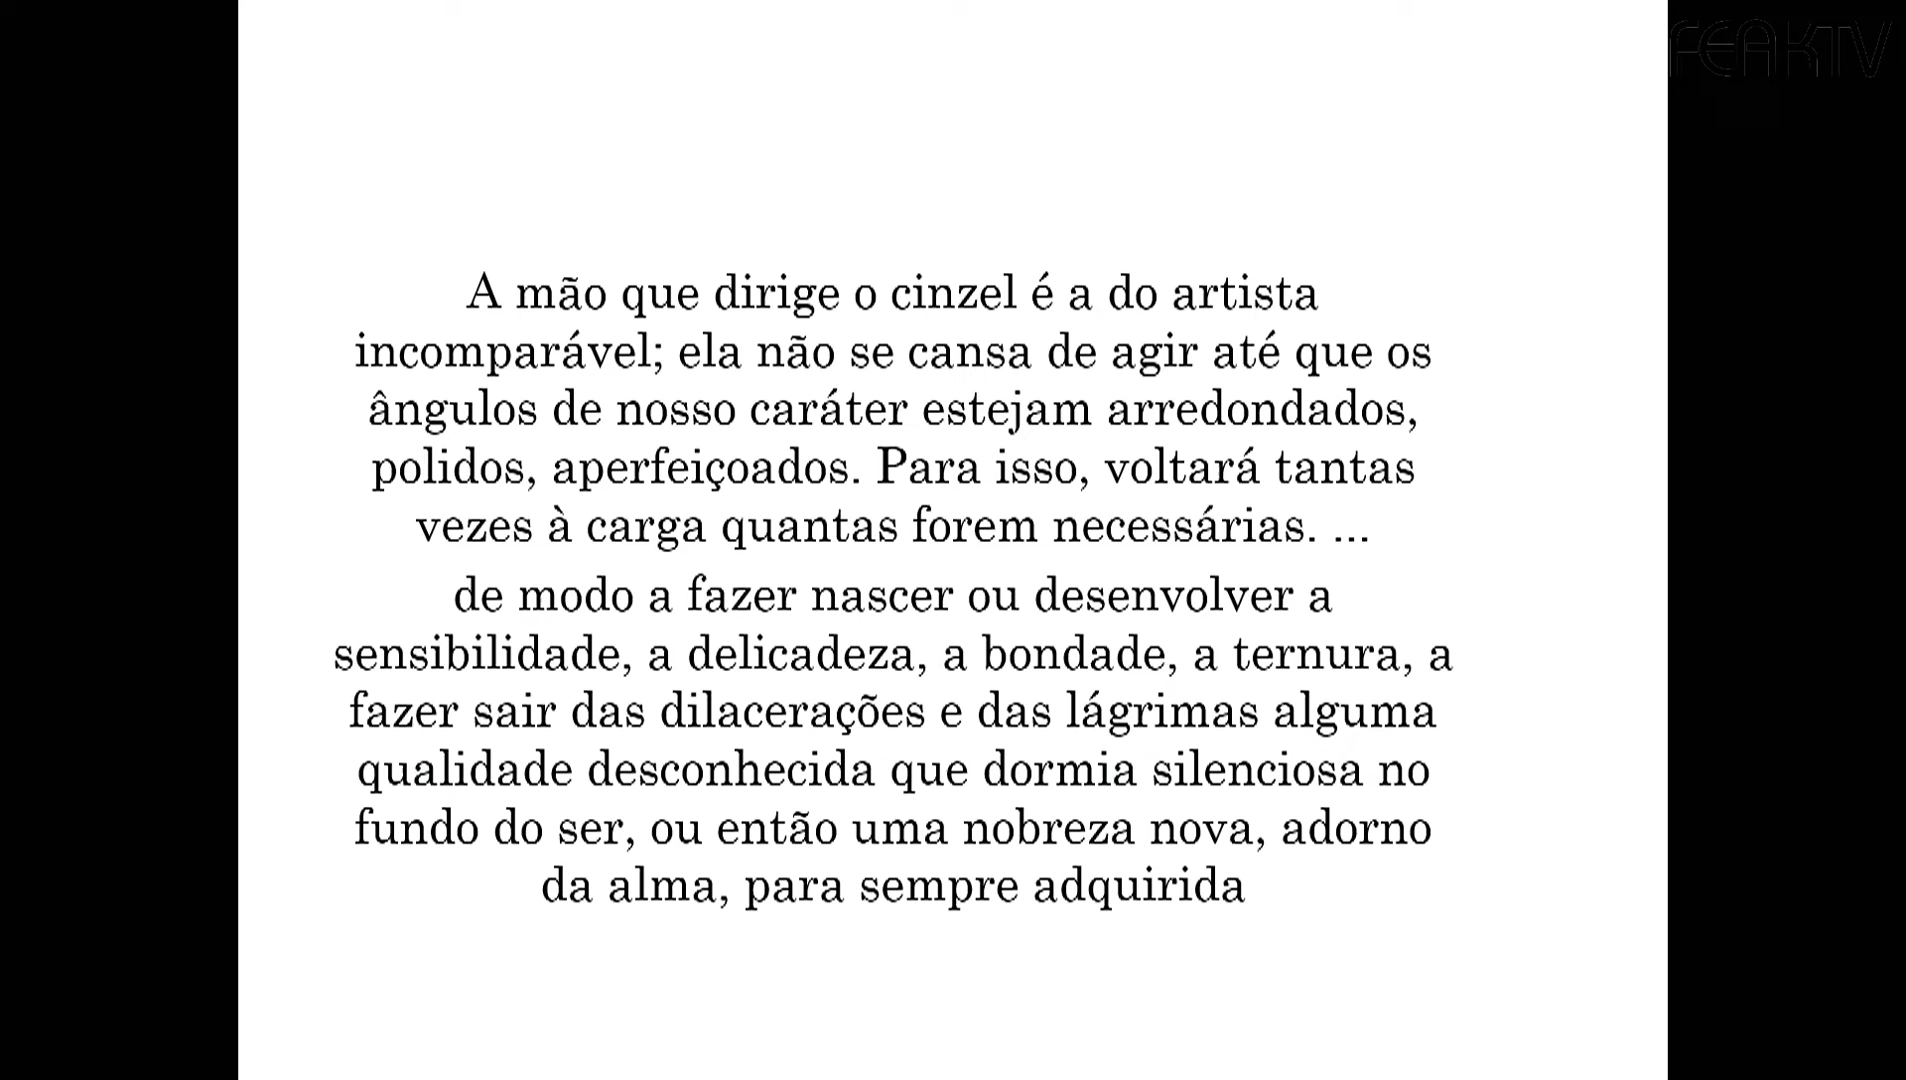 FEAKTV
A mão que dirige o cinzel é a do artista
incomparável; ela não se cansa de agir até que os
ângulos de nosso caráter estejam arredondados,
polidos, aperfeiçoados. Para isso, voltará tantas
vezes à carga quantas forem necessárias. ...
de modo a fazer nascer ou desenvolver a
sensibilidade, a delicadeza, a bondade, a ternura, a
fazer sair das dilacerações e das lágrimas alguma
qualidade desconhecida que dormia silenciosa no
fundo do ser, ou então uma nobreza nova, adorno
da alma, para sempre adquirida